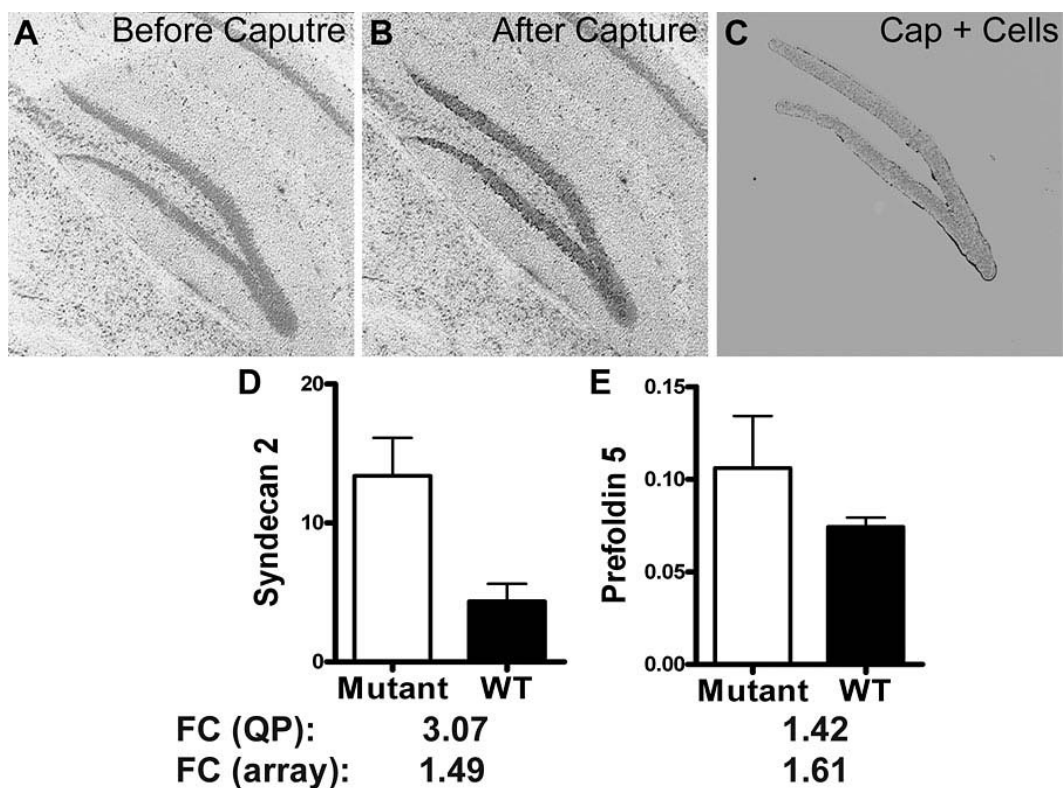 A Before Caputre
B After Capture
C Cap + Cells
D
20
10
0
Syndecan 2
Mutant WT
E
0.15
0.10
0.05
0.00
Prefoldin 5
Mutant WT
FC (QP): 3.07 1.42
FC (array): 1.49 1.61